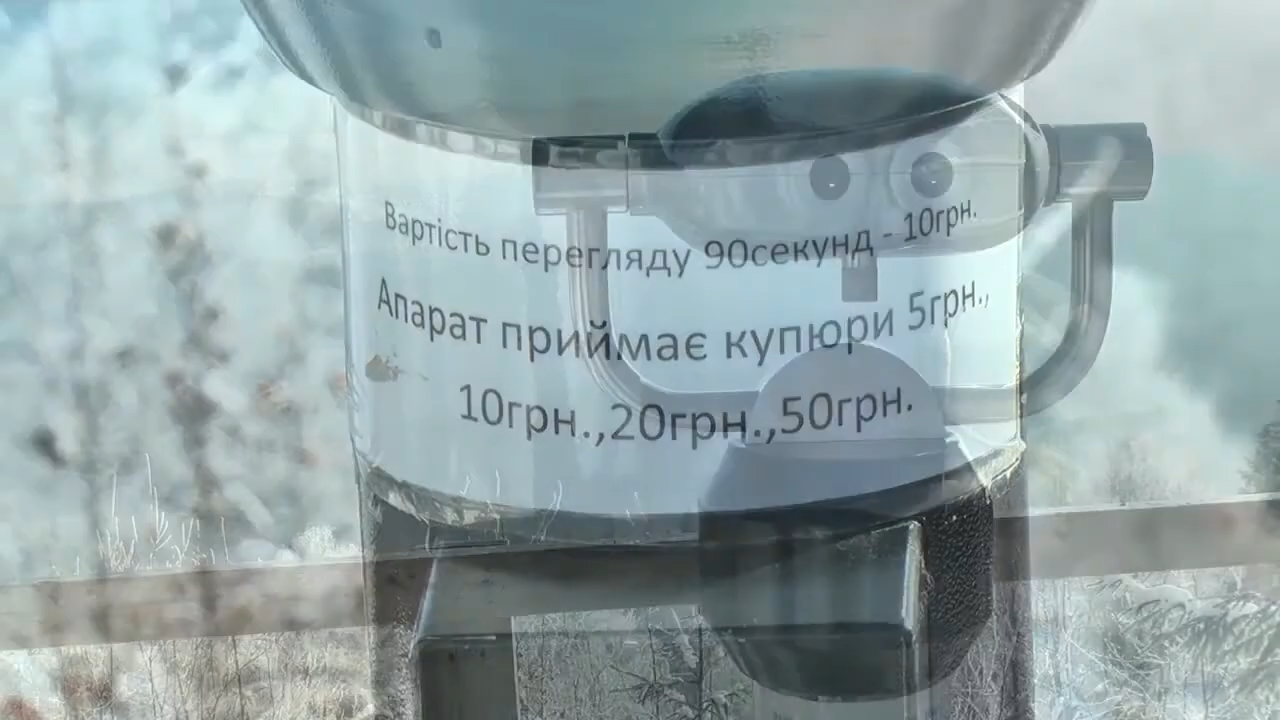 Вартість перегляду 90секунд - 10грн.
Апарат приймає купюри 5грн.,
10грн.,20грн.,50грн.